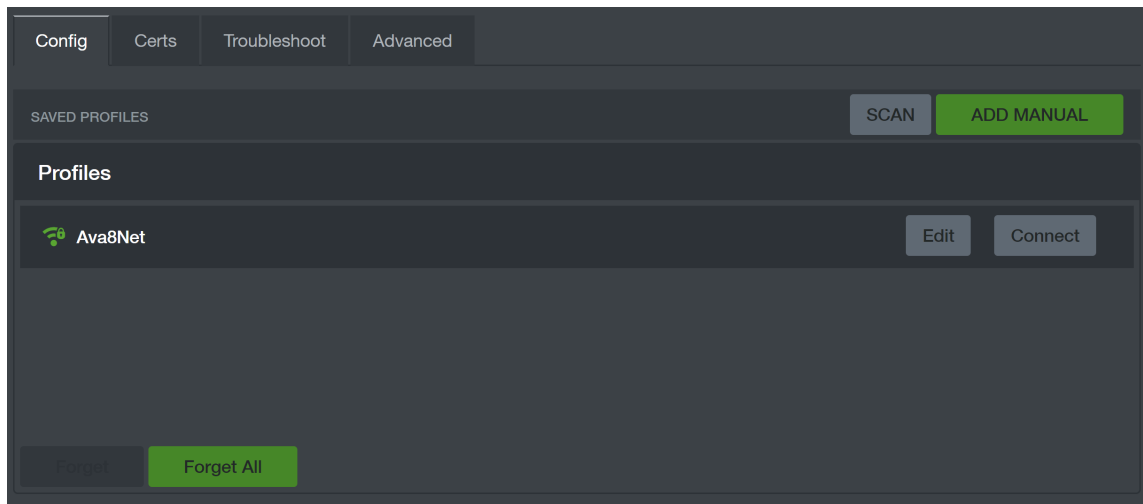 Config Certs Troubleshoot Advanced
SAVED PROFILES SCAN ADD MANUAL
Profiles
Ava8Net Edit Connect
Forget Forget All